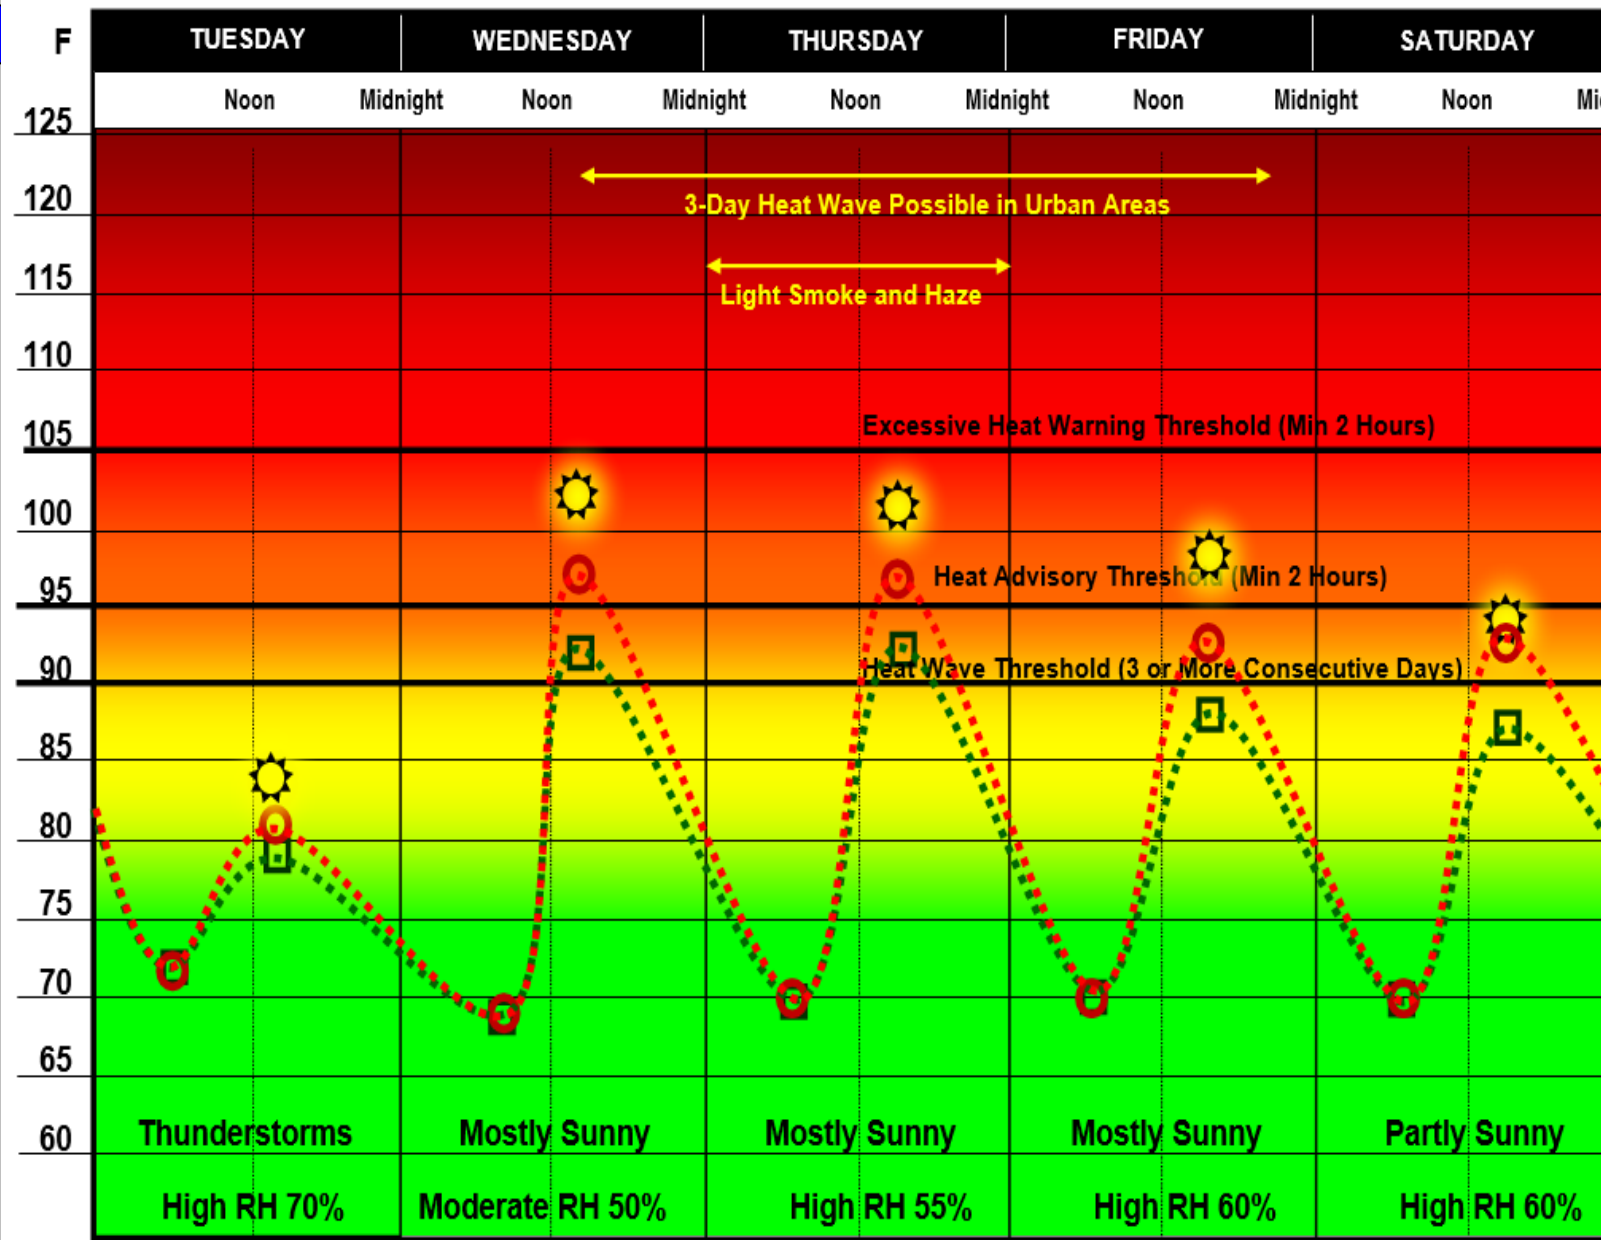 F TUESDAY WEDNESDAY THURSDAY FRIDAY SATURDAY
Noon Midnight Noon Midnight Noon Midnight Noon Midnight Noon Mi
125
120
3-Day Heat Wave Possible in Urban Areas
115
Light Smoke and Haze
110
105
Excessive Heat Warning Threshold (Min 2 Hours)
100
95
Heat Advisory Threshold (Min 2 Hours)
90
Heat Wave Threshold (3 or More Consecutive Days)
85
80
75
70
65
60
Thunderstorms Mostly Sunny Mostly Sunny Mostly Sunny Partly Sunny
High RH 70% Moderate RH 50% High RH 55% High RH 60% High RH 60%